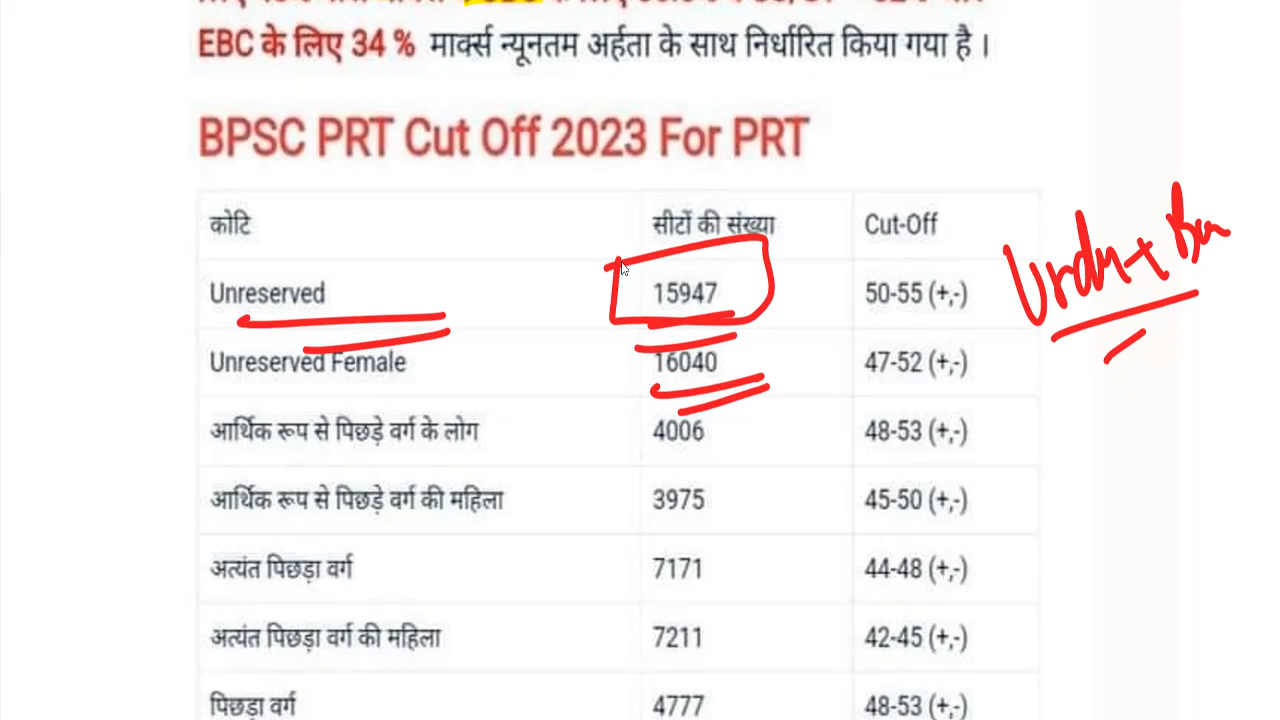 EBC के लिए 34 % मार्क्स न्यूनतम अर्हता के साथ निर्धारित किया गया है ।
BPSC PRT Cut Off 2023 For PRT
कोटि सीटों की संख्या Cut-Off
Unreserved 15947 50-55 (+,-)
Urdu+
Unreserved Female 16040 47-52 (+,-)
आर्थिक रूप से पिछड़े वर्ग के लोग 4006 48-53 (+,-)
आर्थिक रूप से पिछड़े वर्ग की महिला 3975 45-50 (+,-)
अत्यंत पिछड़ा वर्ग 7171 44-48 (+,-)
अत्यंत पिछड़ा वर्ग की महिला 7211 42-45 (+,-)
पिछड़ा वर्ग 4777 48-53 (+,-)